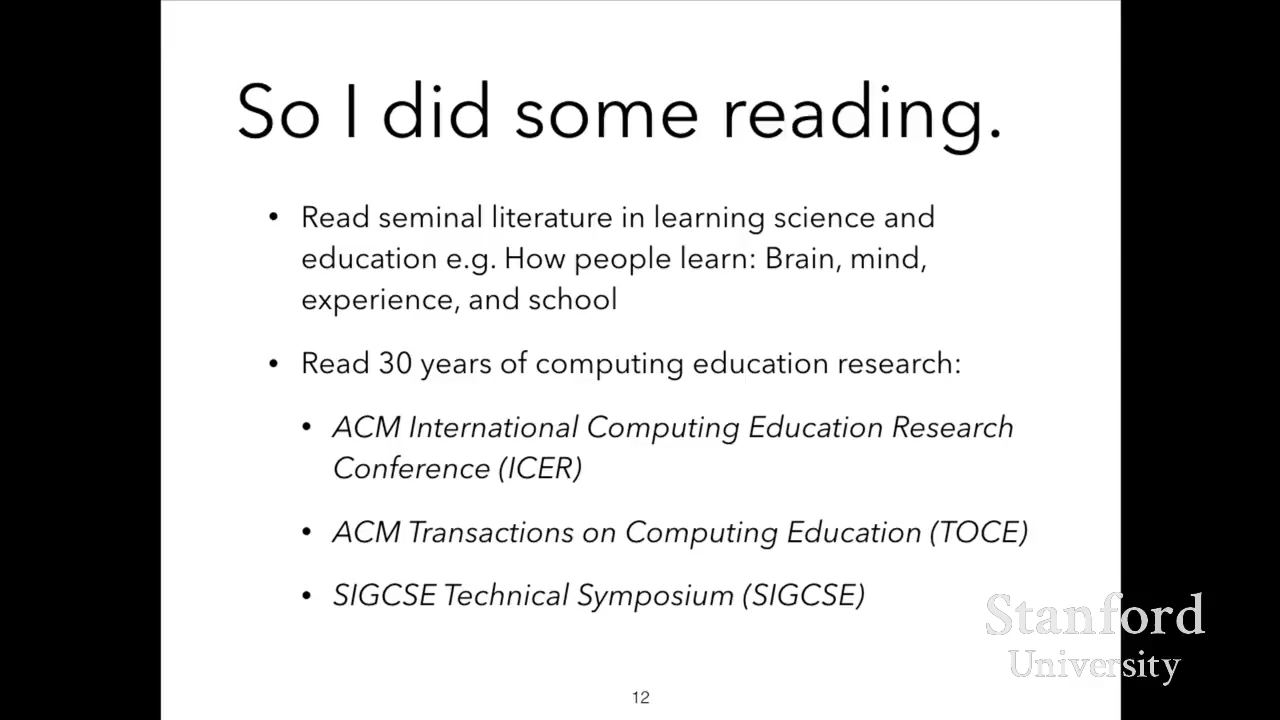 So I did some reading.
• Read seminal literature in learning science and
education e.g. How people learn: Brain, mind,
experience, and school
• Read 30 years of computing education research:
• ACM International Computing Education Research
Conference (ICER)
• ACM Transactions on Computing Education (TOCE)
• SIGCSE Technical Symposium (SIGCSE)
Stanford
University
12